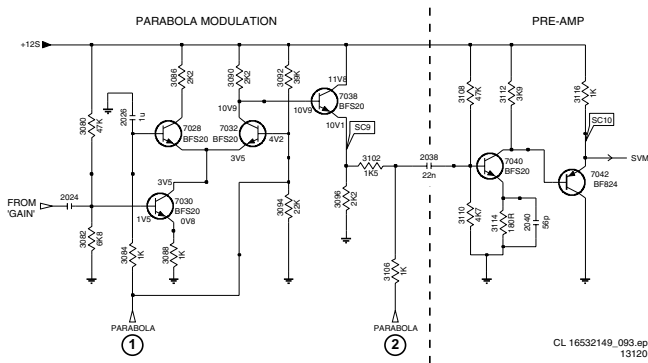 PARABOLA MODULATION
PRE-AMP
+12S
3086
2K2
3090
2K2
3092
39K
11V8
7038
BFS20
10V9
10V9
10V1
SC9
3108
47K
3112
3K9
3116
1K
SC10
2026
1u
3080
47K
7028
BFS20
7032
BFS20
4V2
3V5
3102
1K5
2038
22n
7040
BFS20
SVM
7042
BF824
3V5
FROM
'GAIN'
2024
7030
BFS20
1V5
0V8
3094
22K
3096
2K2
3110
4K7
3114
180R
2040
56p
3082
6K8
3084
1K
3088
1K
3106
1K
PARABOLA
1
PARABOLA
2
CL 16532149_093.ep
13120